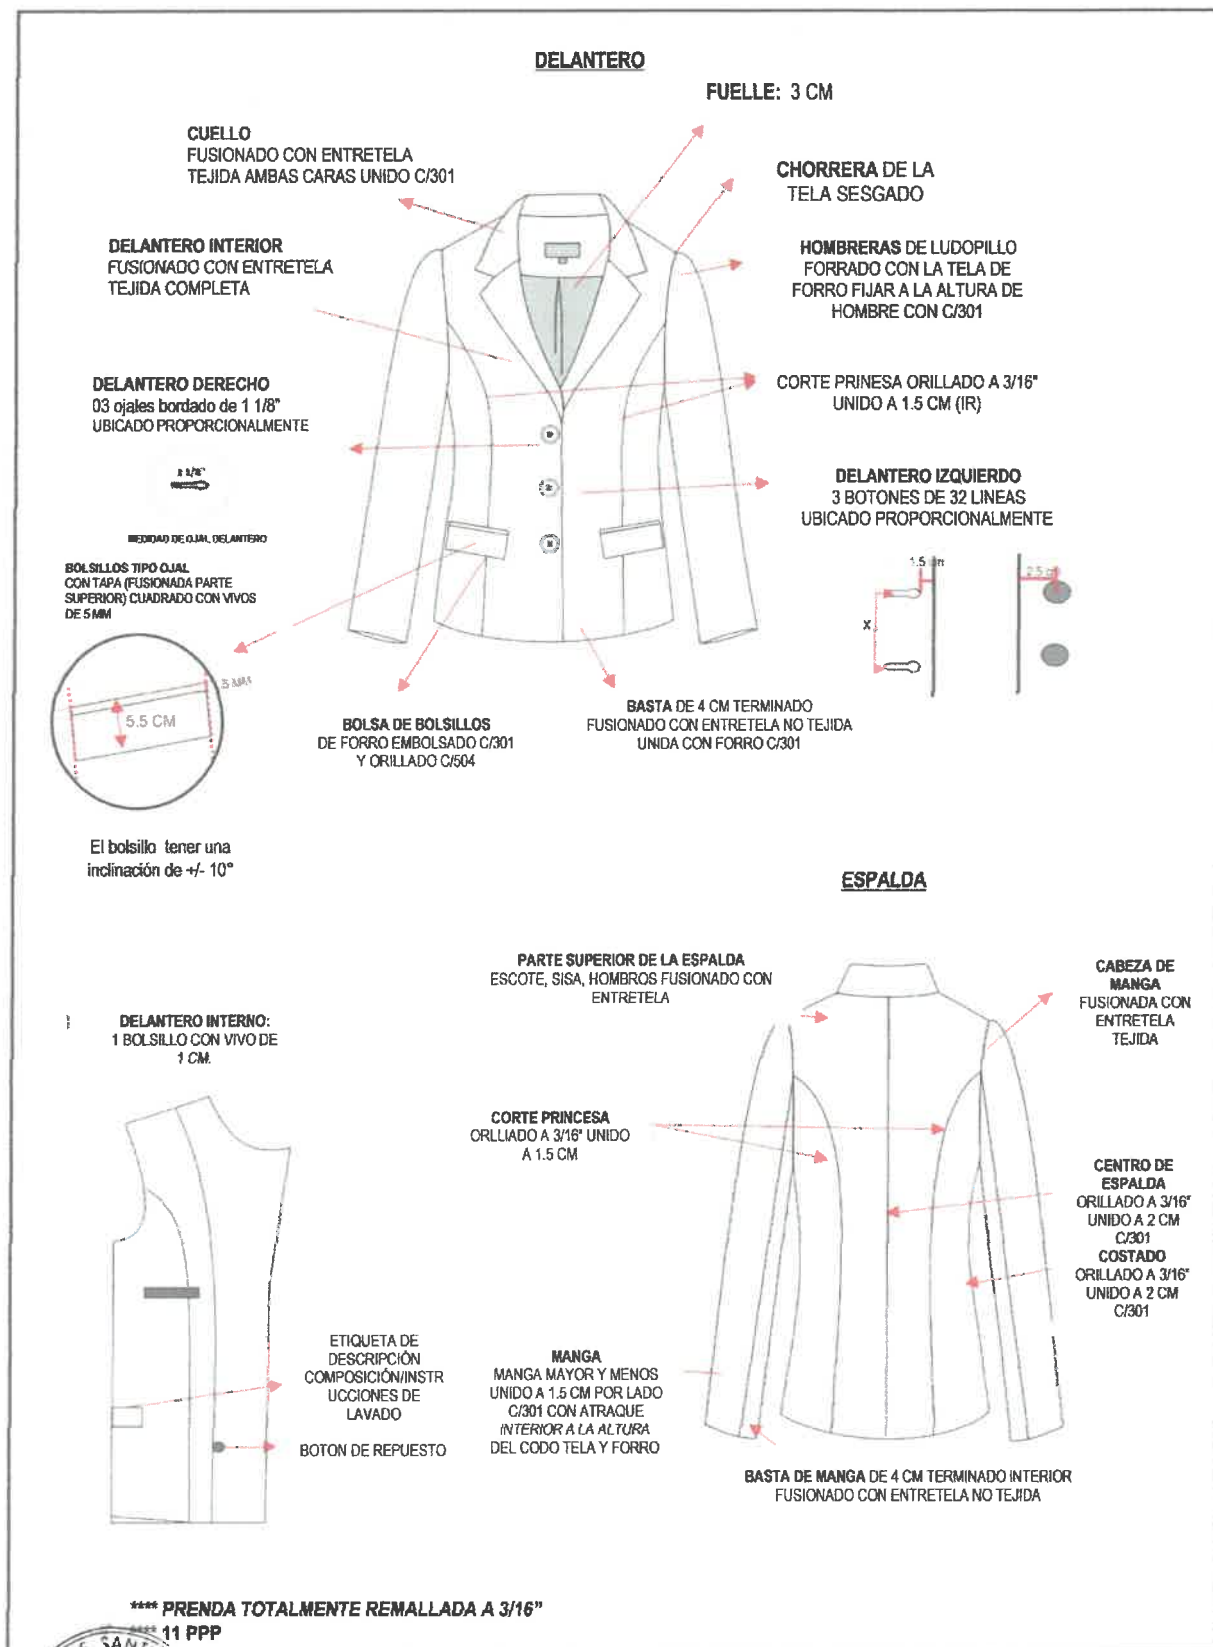 DELANTERO
FUELLE: 3 CM
CUELLO
FUSIONADO CON ENTRETELA
TEJIDA AMBAS CARAS UNIDO C/301
CHORRERA DE LA
TELA SESGADO
DELANTERO INTERIOR
FUSIONADO CON ENTRETELA
TEJIDA COMPLETA
HOMBRERAS DE LUDOPILLO
FORRADO CON LA TELA DE
FORRO FIJAR A LA ALTURA DE
HOMBRE CON C/301
DELANTERO DERECHO
03 ojales bordado de 1 1/8"
UBICADO PROPORCIONALMENTE
CORTE PRINESA ORILLADO A 3/16"
UNIDO A 1.5 CM (IR)
1 1/8"
MEDIDAD DE OJAL DELANTERO
DELANTERO IZQUIERDO
3 BOTONES DE 32 LINEAS
UBICADO PROPORCIONALMENTE
BOLSILLOS TIPO OJAL
CON TAPA (FUSIONADA PARTE
SUPERIOR) CUADRADO CON VIVOS
DE 5 MM
1.5 cm
2.5 c
X
5 MM
5.5 CM
BOLSA DE BOLSILLOS
DE FORRO EMBOLSADO C/301
Y ORILLADO C/504
BASTA DE 4 CM TERMINADO
FUSIONADO CON ENTRETELA NO TEJIDA
UNIDA CON FORRO C/301
El bolsillo tener una
inclinación de +/- 10°
ESPALDA
PARTE SUPERIOR DE LA ESPALDA
ESCOTE, SISA, HOMBROS FUSIONADO CON
ENTRETELA
CABEZA DE
MANGA
FUSIONADA CON
ENTRETELA
TEJIDA
DELANTERO INTERNO:
1 BOLSILLO CON VIVO DE
1 CM.
CORTE PRINCESA
ORLLIADO A 3/16" UNIDO
A 1.5 CM
CENTRO DE
ESPALDA
ORILLADO A 3/16"
UNIDO A 2 CM
C/301
COSTADO
ORILLADO A 3/16"
UNIDO A 2 CM
C/301
ETIQUETA DE
DESCRIPCIÓN
COMPOSICIÓN/INSTR
UCCIONES DE
LAVADO
BOTON DE REPUESTO
MANGA
MANGA MAYOR Y MENOS
UNIDO A 1.5 CM POR LADO
C/301 CON ATRAQUE
INTERIOR A LA ALTURA
DEL CODO TELA Y FORRO
BASTA DE MANGA DE 4 CM TERMINADO INTERIOR
FUSIONADO CON ENTRETELA NO TEJIDA
**** PRENDA TOTALMENTE REMALLADA A 3/16"
**** 11 PPP